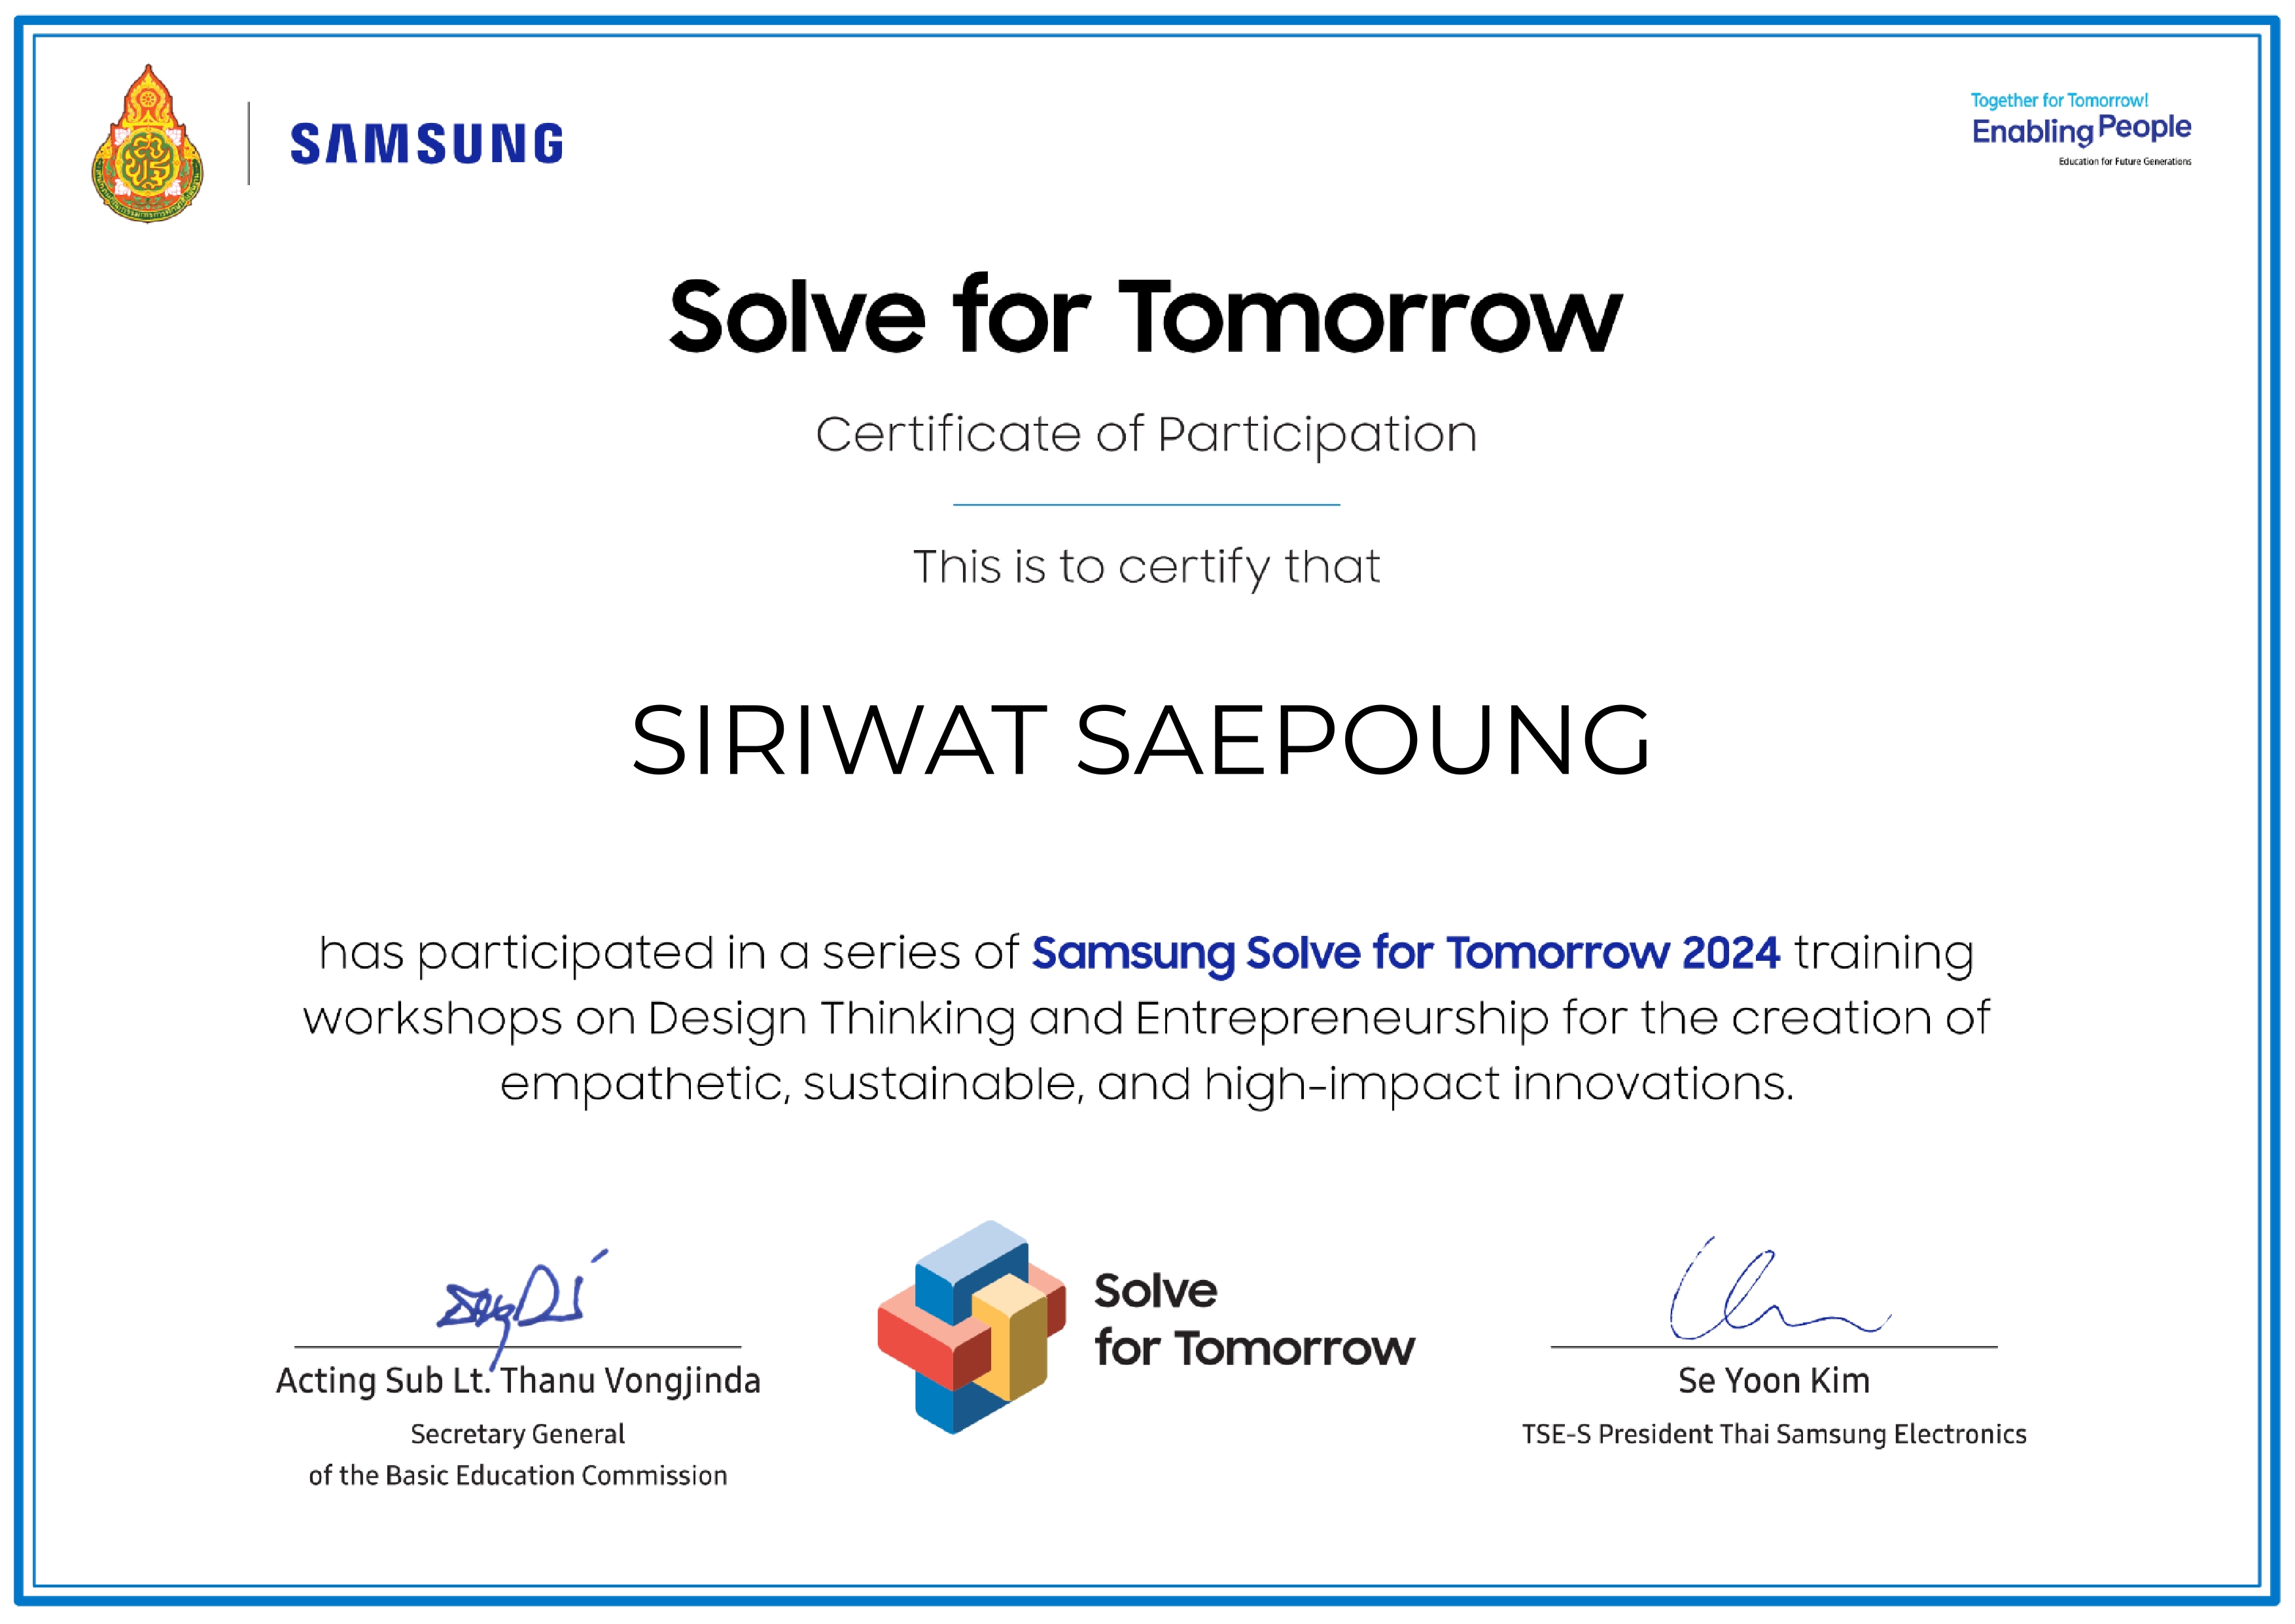 SAMSUNG
Together for Tomorrow!
Enabling People
Education for Future Generations
Solve for Tomorrow
Certificate of Participation
This is to certify that
SIRIWAT SAEPOUNG
has participated in a series of Samsung Solve for Tomorrow 2024 training
workshops on Design Thinking and Entrepreneurship for the creation of
empathetic, sustainable, and high-impact innovations.
Acting Sub Lt. Thanu Vongjinda
Secretary General
of the Basic Education Commission
Solve
for Tomorrow
Se Yoon Kim
TSE-S President Thai Samsung Electronics